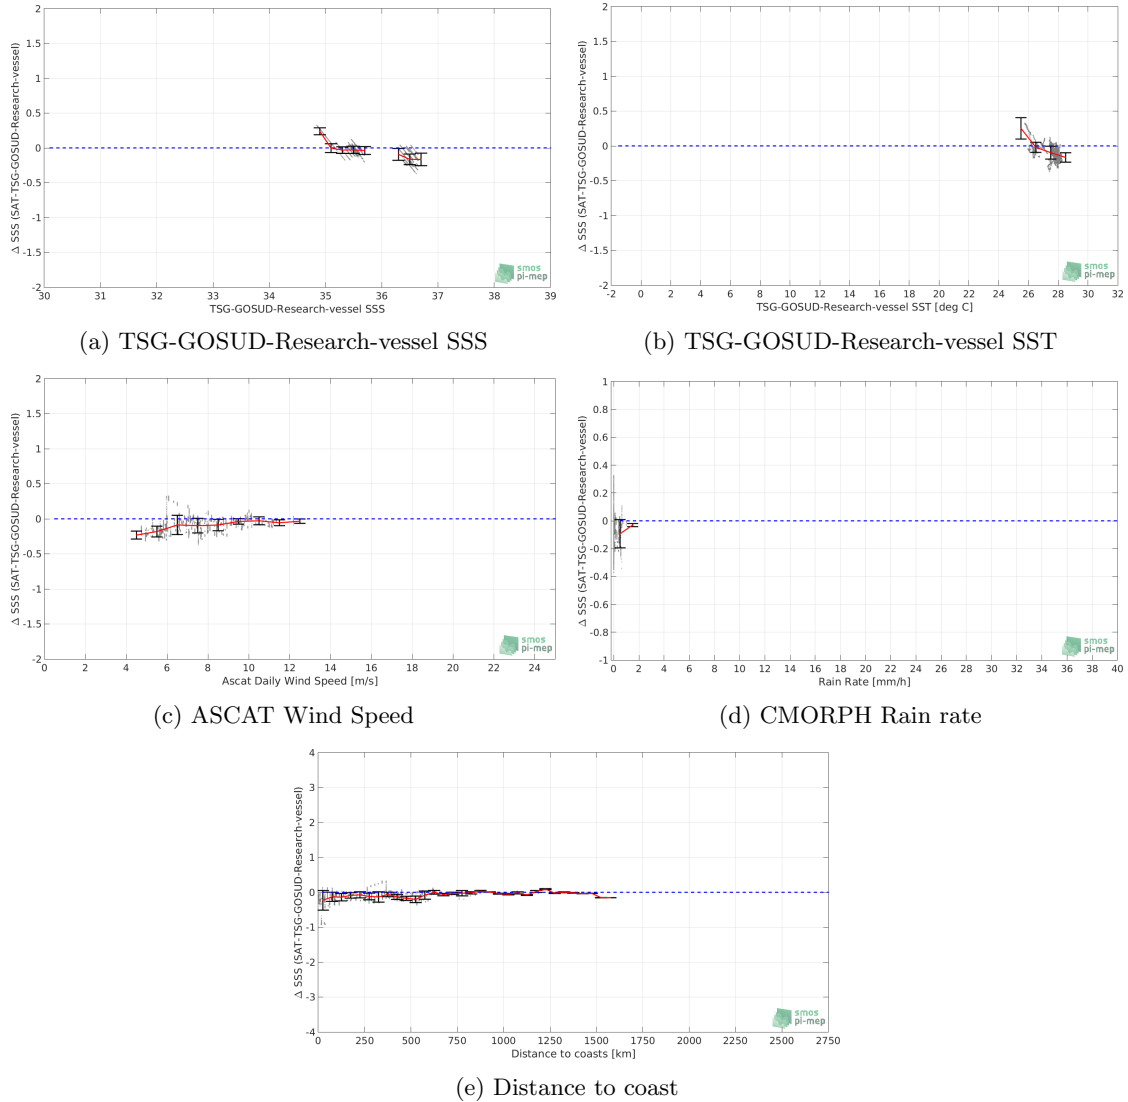 2
1.5
1
0.5
0
-0.5
-1
-1.5
-2
Δ SSS (SAT-TSG-GOSUD-Research-vessel)
30 31 32 33 34 35 36 37 38 39
TSG-GOSUD-Research-vessel SSS
smos
pi-mep
(a) TSG-GOSUD-Research-vessel SSS
2
1.5
1
0.5
0
-0.5
-1
-1.5
-2
Δ SSS (SAT-TSG-GOSUD-Research-vessel)
-2 0 2 4 6 8 10 12 14 16 18 20 22 24 26 28 30 32
TSG-GOSUD-Research-vessel SST [deg C]
smos
pi-mep
(b) TSG-GOSUD-Research-vessel SST
2
1.5
1
0.5
0
-0.5
-1
-1.5
-2
Δ SSS (SAT-TSG-GOSUD-Research-vessel)
0 2 4 6 8 10 12 14 16 18 20 22 24
Ascat Daily Wind Speed [m/s]
smos
pi-mep
(c) ASCAT Wind Speed
1
0.8
0.6
0.4
0.2
0
-0.2
-0.4
-0.6
-0.8
-1
Δ SSS (SAT-TSG-GOSUD-Research-vessel)
0 2 4 6 8 10 12 14 16 18 20 22 24 26 28 30 32 34 36 38 40
Rain Rate [mm/h]
smos
pi-mep
(d) CMORPH Rain rate
4
3
2
1
0
-1
-2
-3
-4
Δ SSS (SAT-TSG-GOSUD-Research-vessel)
0 250 500 750 1000 1250 1500 1750 2000 2250 2500 2750
Distance to coasts [km]
smos
pi-mep
(e) Distance to coast